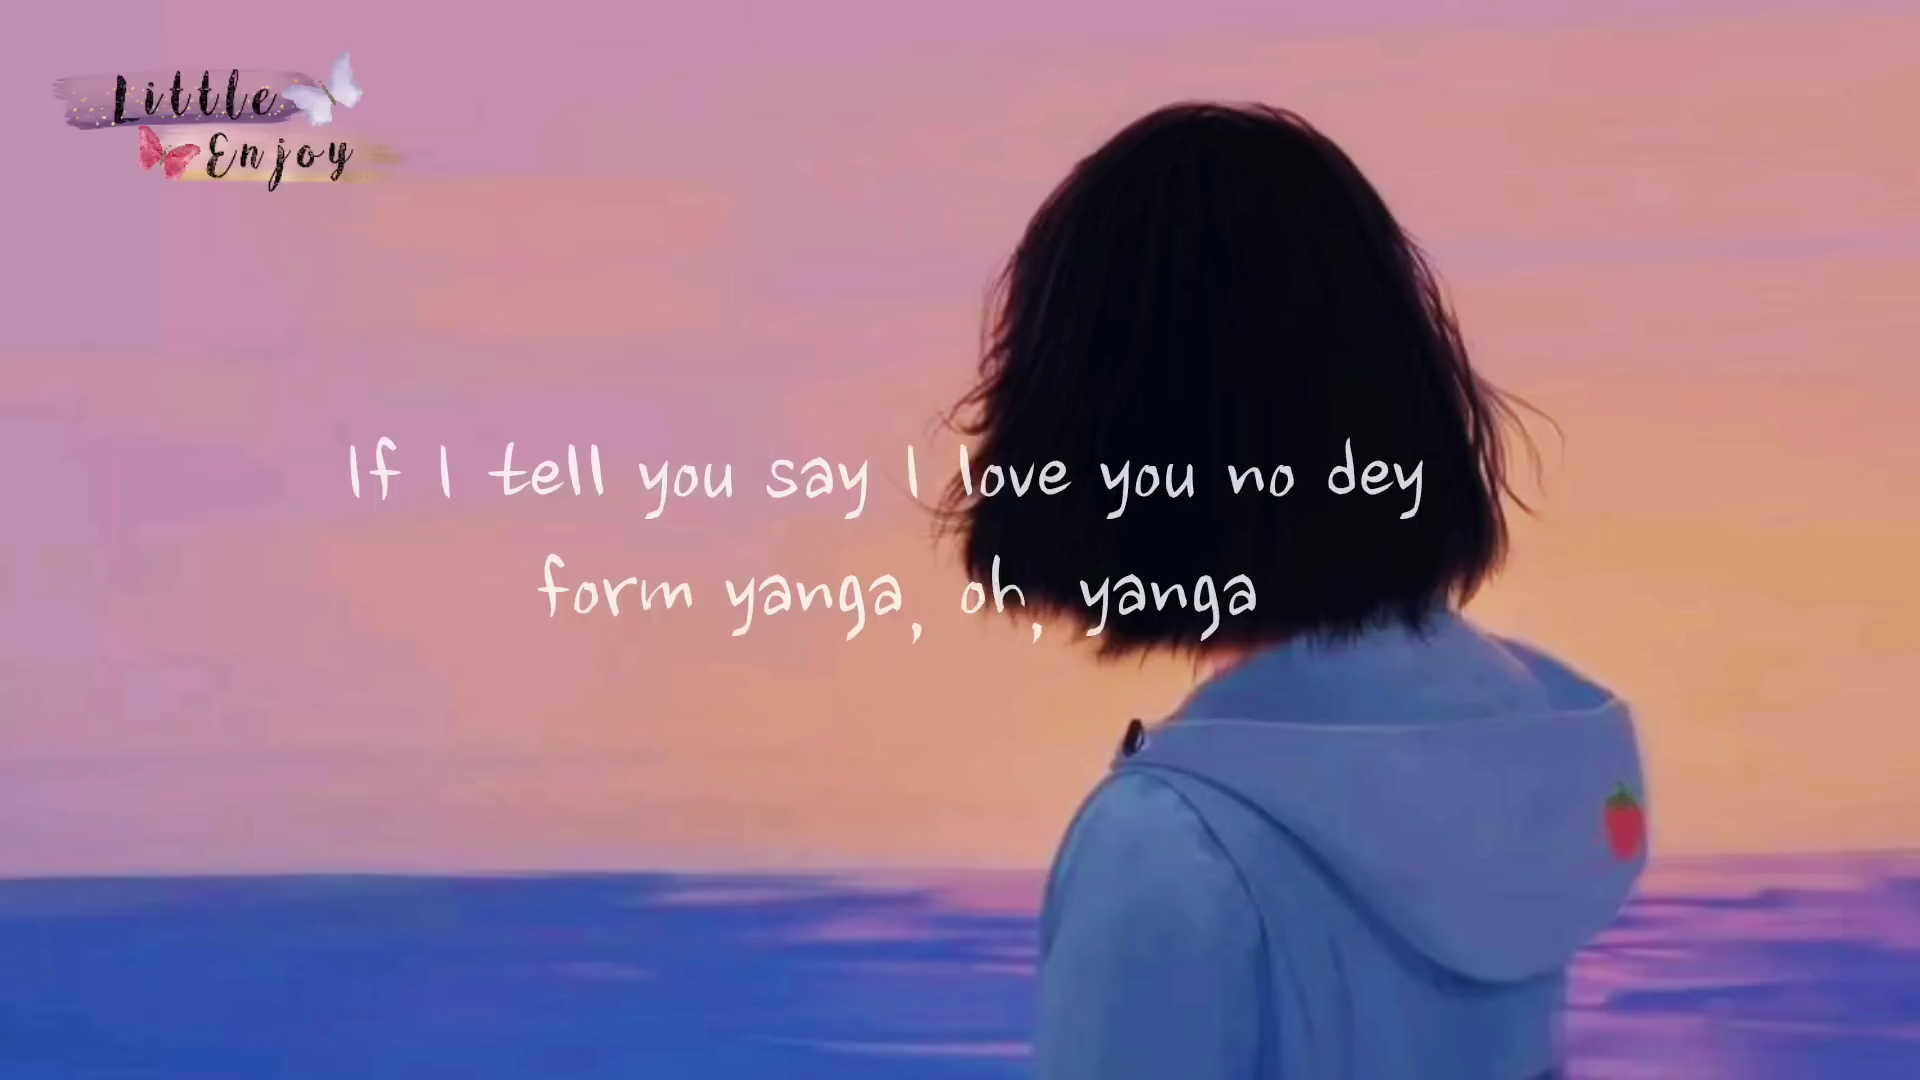 Little
Enjoy
If I tell you say I love you no dey
form yanga, oh, yanga